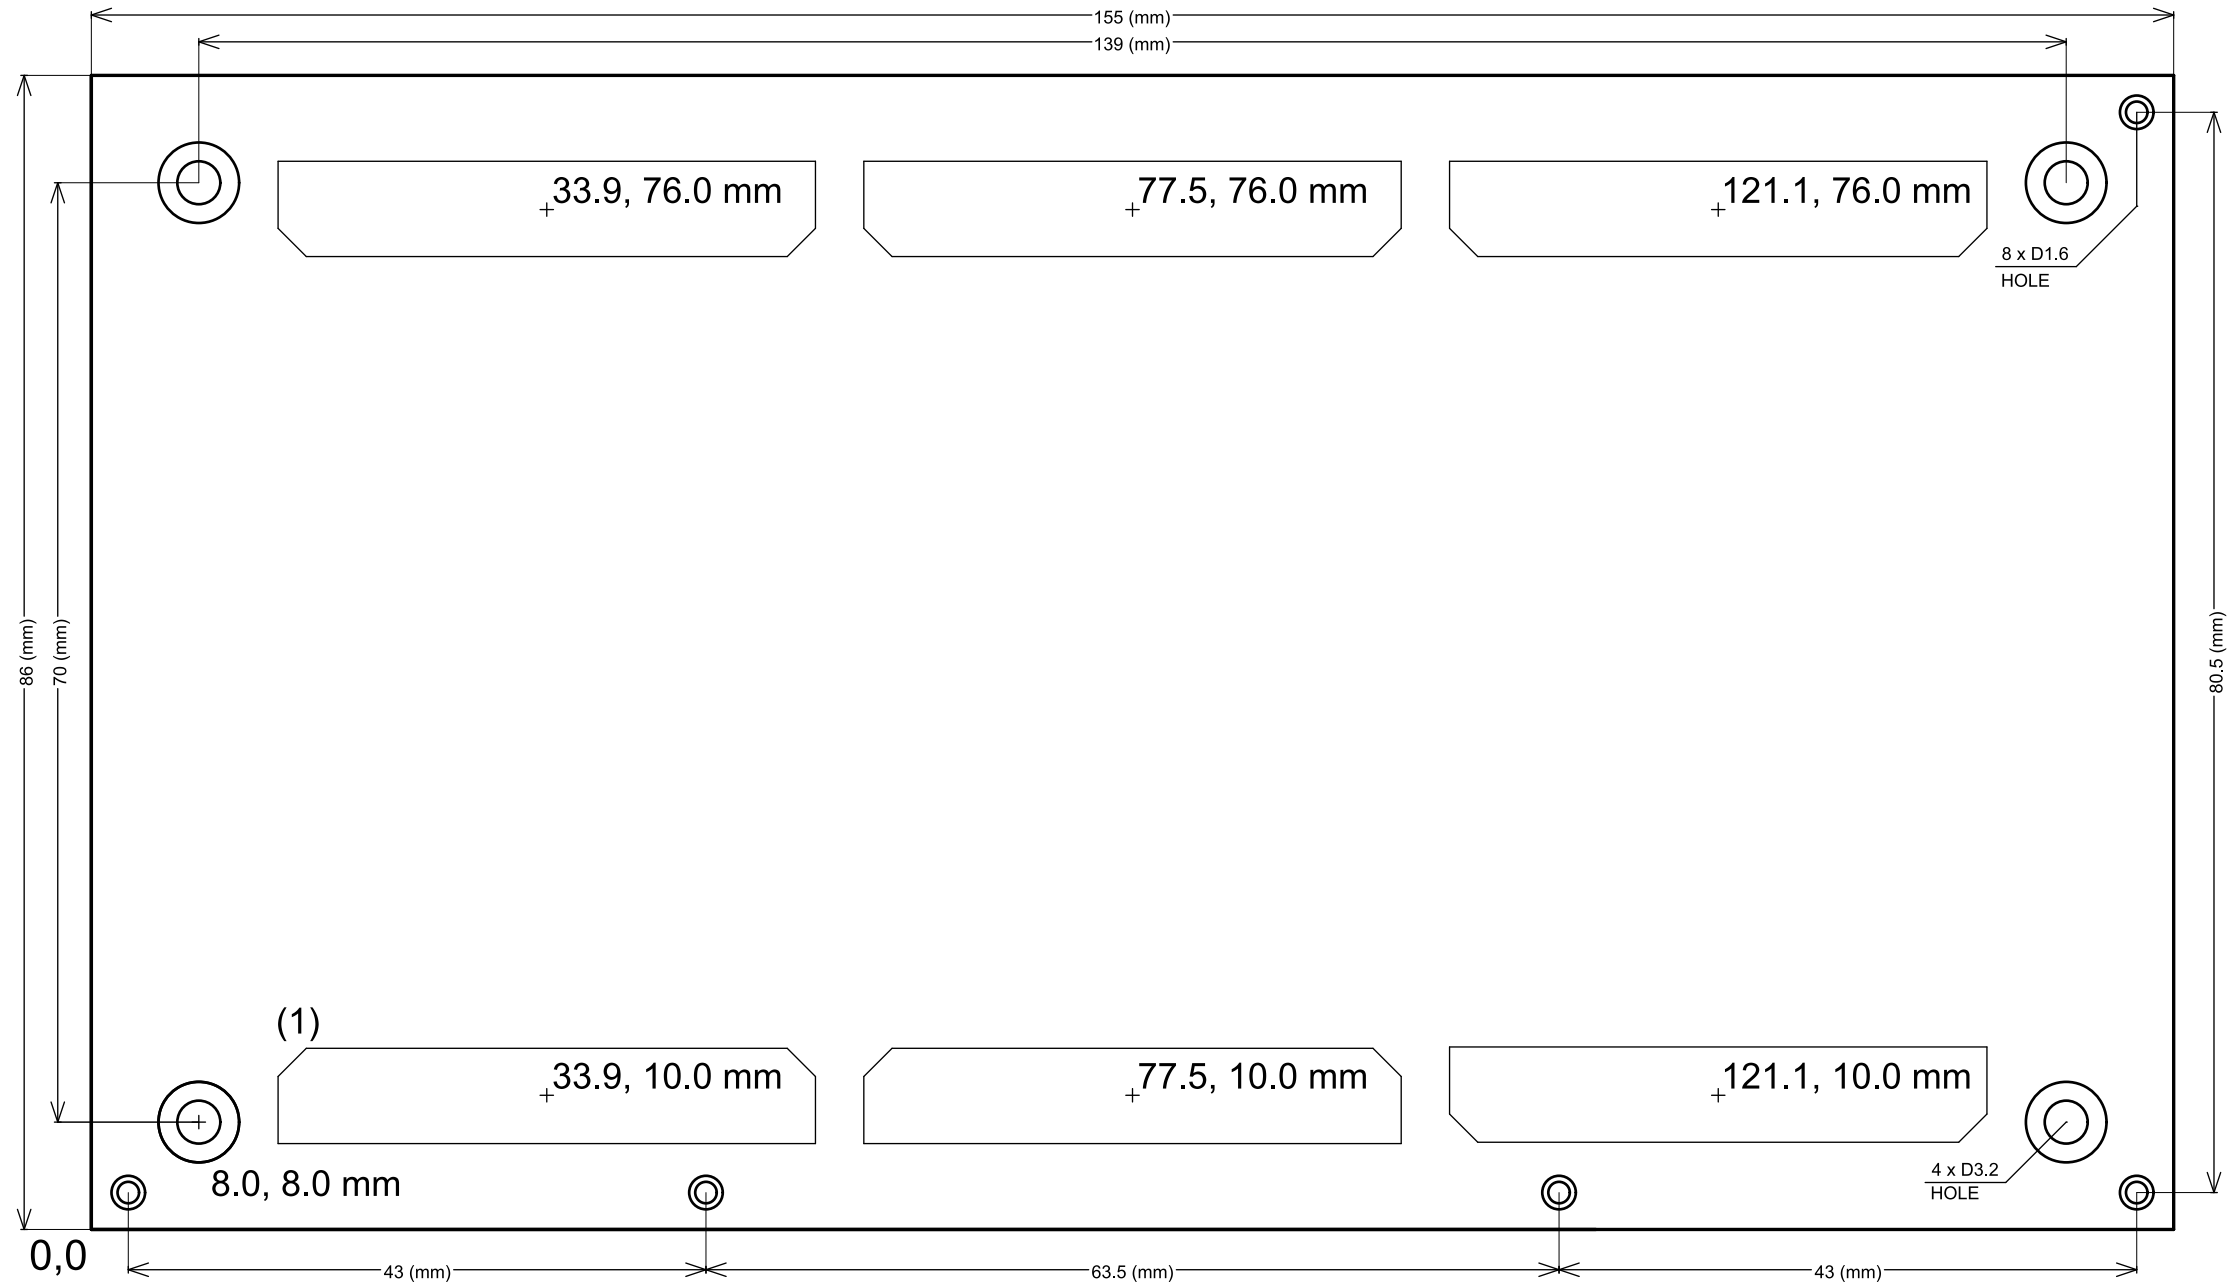 155 (mm)
139 (mm)
33.9, 76.0 mm
77.5, 76.0 mm
121.1, 76.0 mm
8 x D1.6
HOLE
86 (mm)
70 (mm)
80.5 (mm)
(1)
33.9, 10.0 mm
77.5, 10.0 mm
121.1, 10.0 mm
8.0, 8.0 mm
4 x D3.2
HOLE
0,0
43 (mm)
63.5 (mm)
43 (mm)